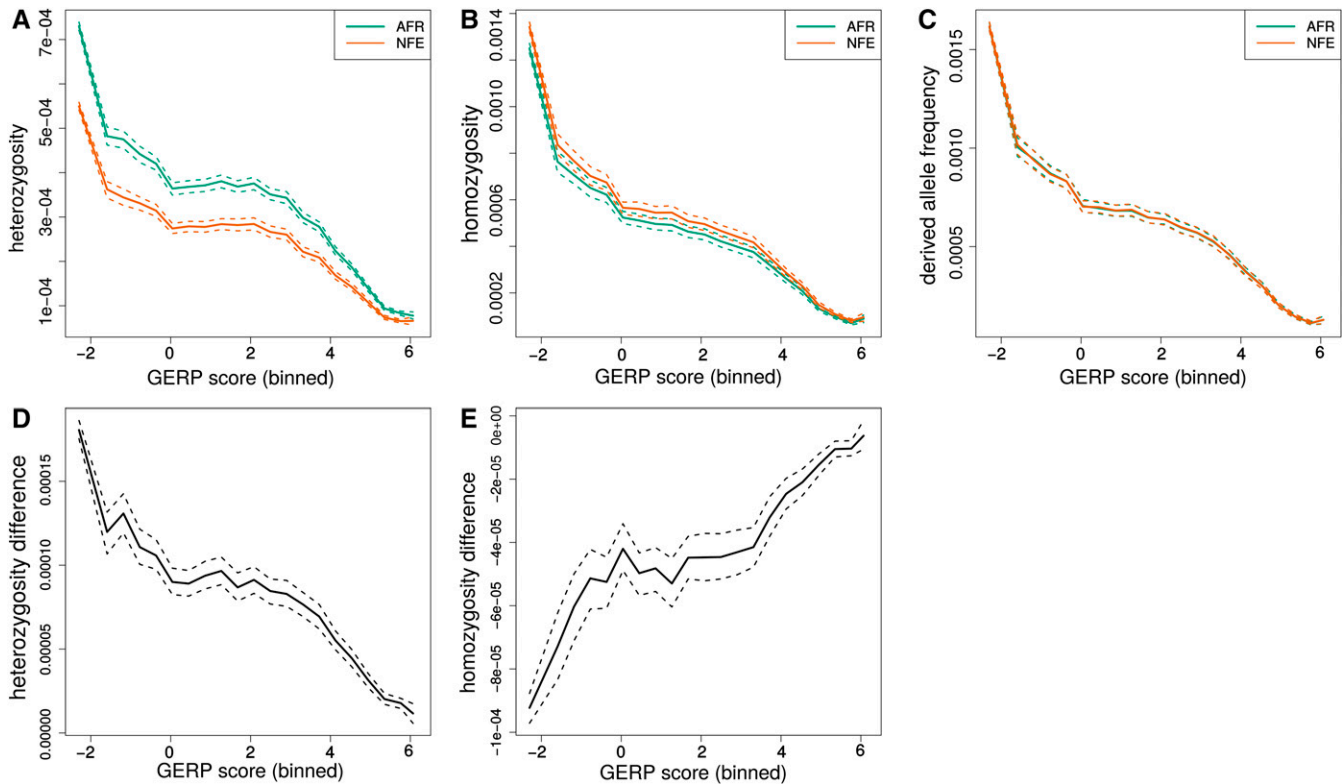 A
heterozygosity
7e-04
5e-04
3e-04
1e-04
AFR
NFE
-2
0
2
4
6
GERP score (binned)
B
homozygosity
0.0014
0.0010
0.0006
0.0002
AFR
NFE
-2
0
2
4
6
GERP score (binned)
C
derived allele frequency
0.0015
0.0010
0.0005
AFR
NFE
-2
0
2
4
6
GERP score (binned)
D
heterozygosity difference
0.00015
0.00010
0.00005
0.00000
-2
0
2
4
6
GERP score (binned)
E
homozygosity difference
0e+00
-2e-05
-4e-05
-6e-05
-8e-05
-1e-04
-2
0
2
4
6
GERP score (binned)